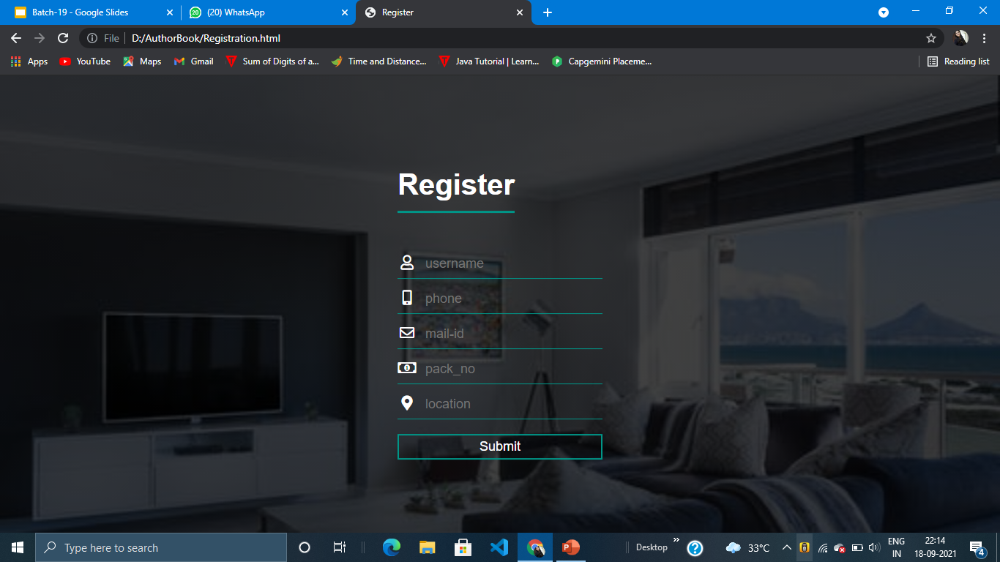 Batch-19 - Google Slides
20
(20) WhatsApp
Register
File
D:/AuthorBook/Registration.html
Apps
YouTube
Maps
Gmail
Sum of Digits of a...
Time and Distance...
Java Tutorial | Learn...
Capgemini Placeme...
Reading list
Register
username
phone
mail-id
1
pack_no
location
Submit
Type here to search
Desktop
33°C
ENG
IN
22:14
18-09-2021
4